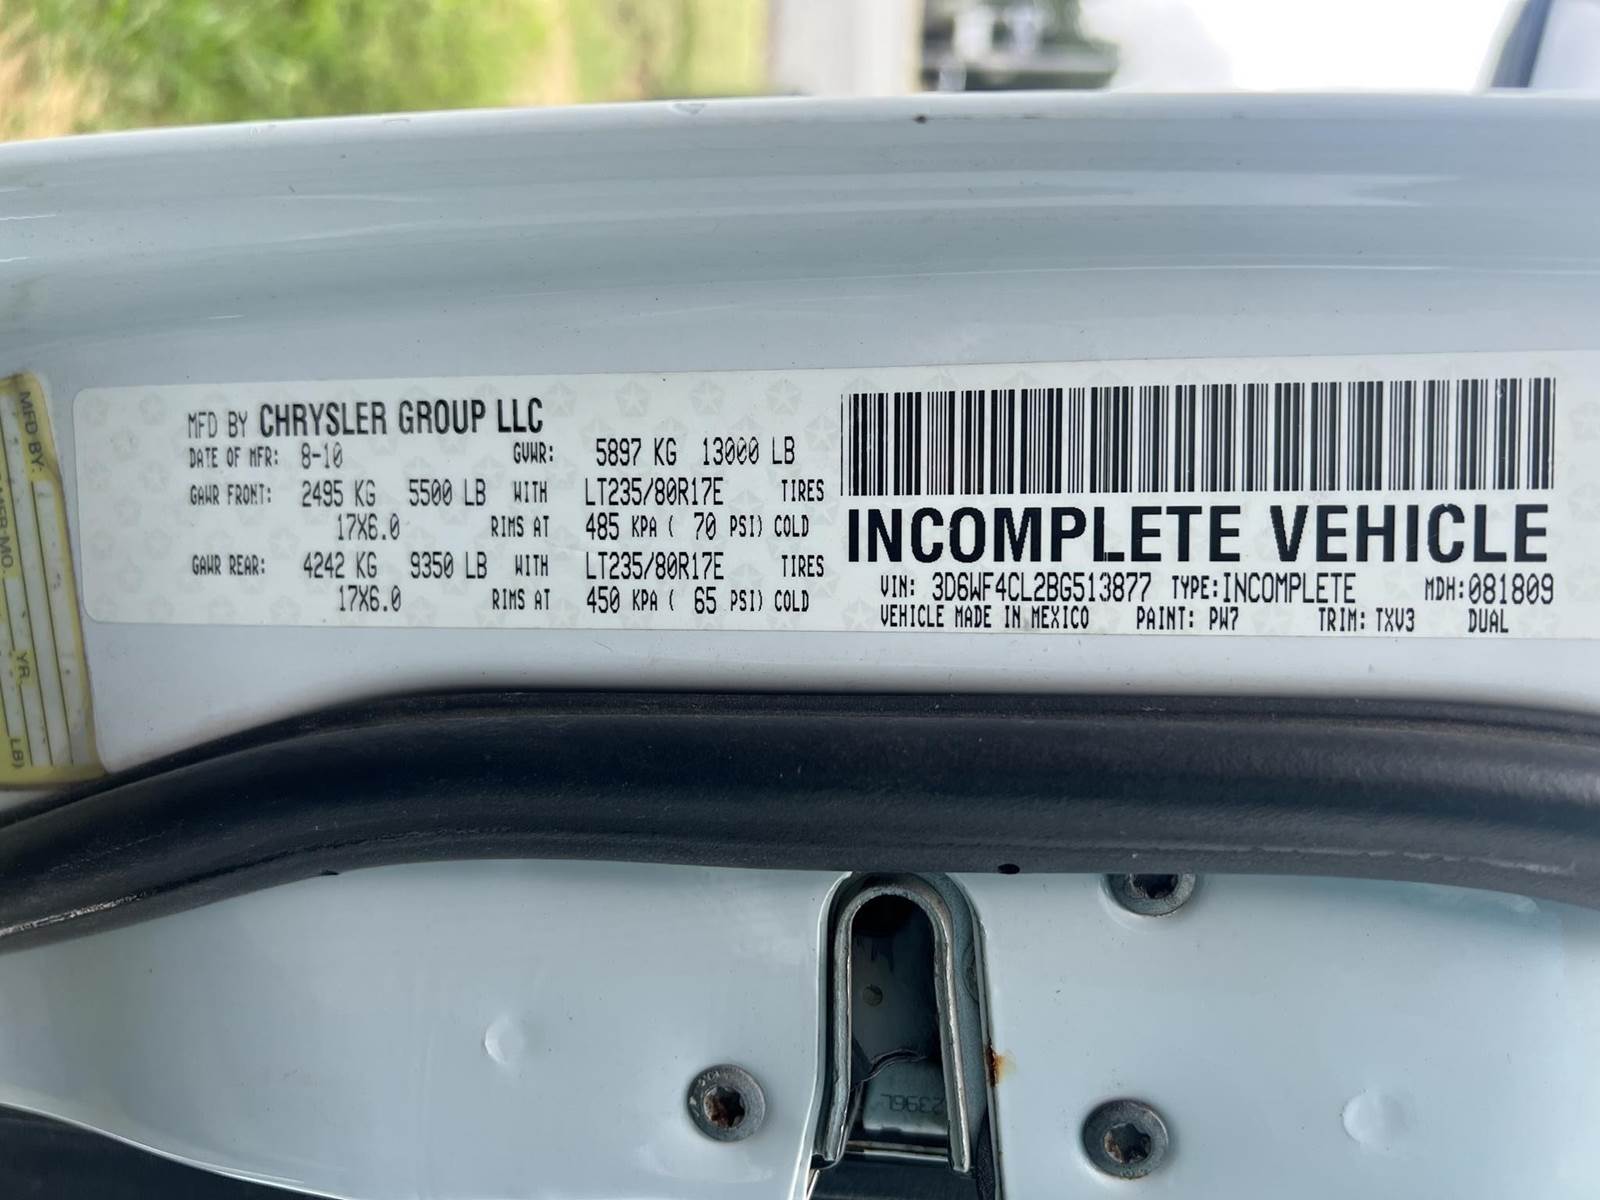 MFD BY CHRYSLER GROUP LLC
DATE OF MFR: 8-10 GVWR: 5897 KG 13000 LB
GAWR FRONT: 2495 KG 5500 LB WITH LT235/80R17E TIRES
17X6.0 RIMS AT 485 KPA ( 70 PSI) COLD
GAWR REAR: 4242 KG 9350 LB WITH LT235/80R17E TIRES
17X6.0 RIMS AT 450 KPA ( 65 PSI) COLD
INCOMPLETE VEHICLE
VIN: 3D6WF4CL2BG513877 TYPE: INCOMPLETE MDH: 081809
VEHICLE MADE IN MEXICO PAINT: PW7 TRIM: TXV3 DUAL
MFD BY:
MO.
YR.
LB)